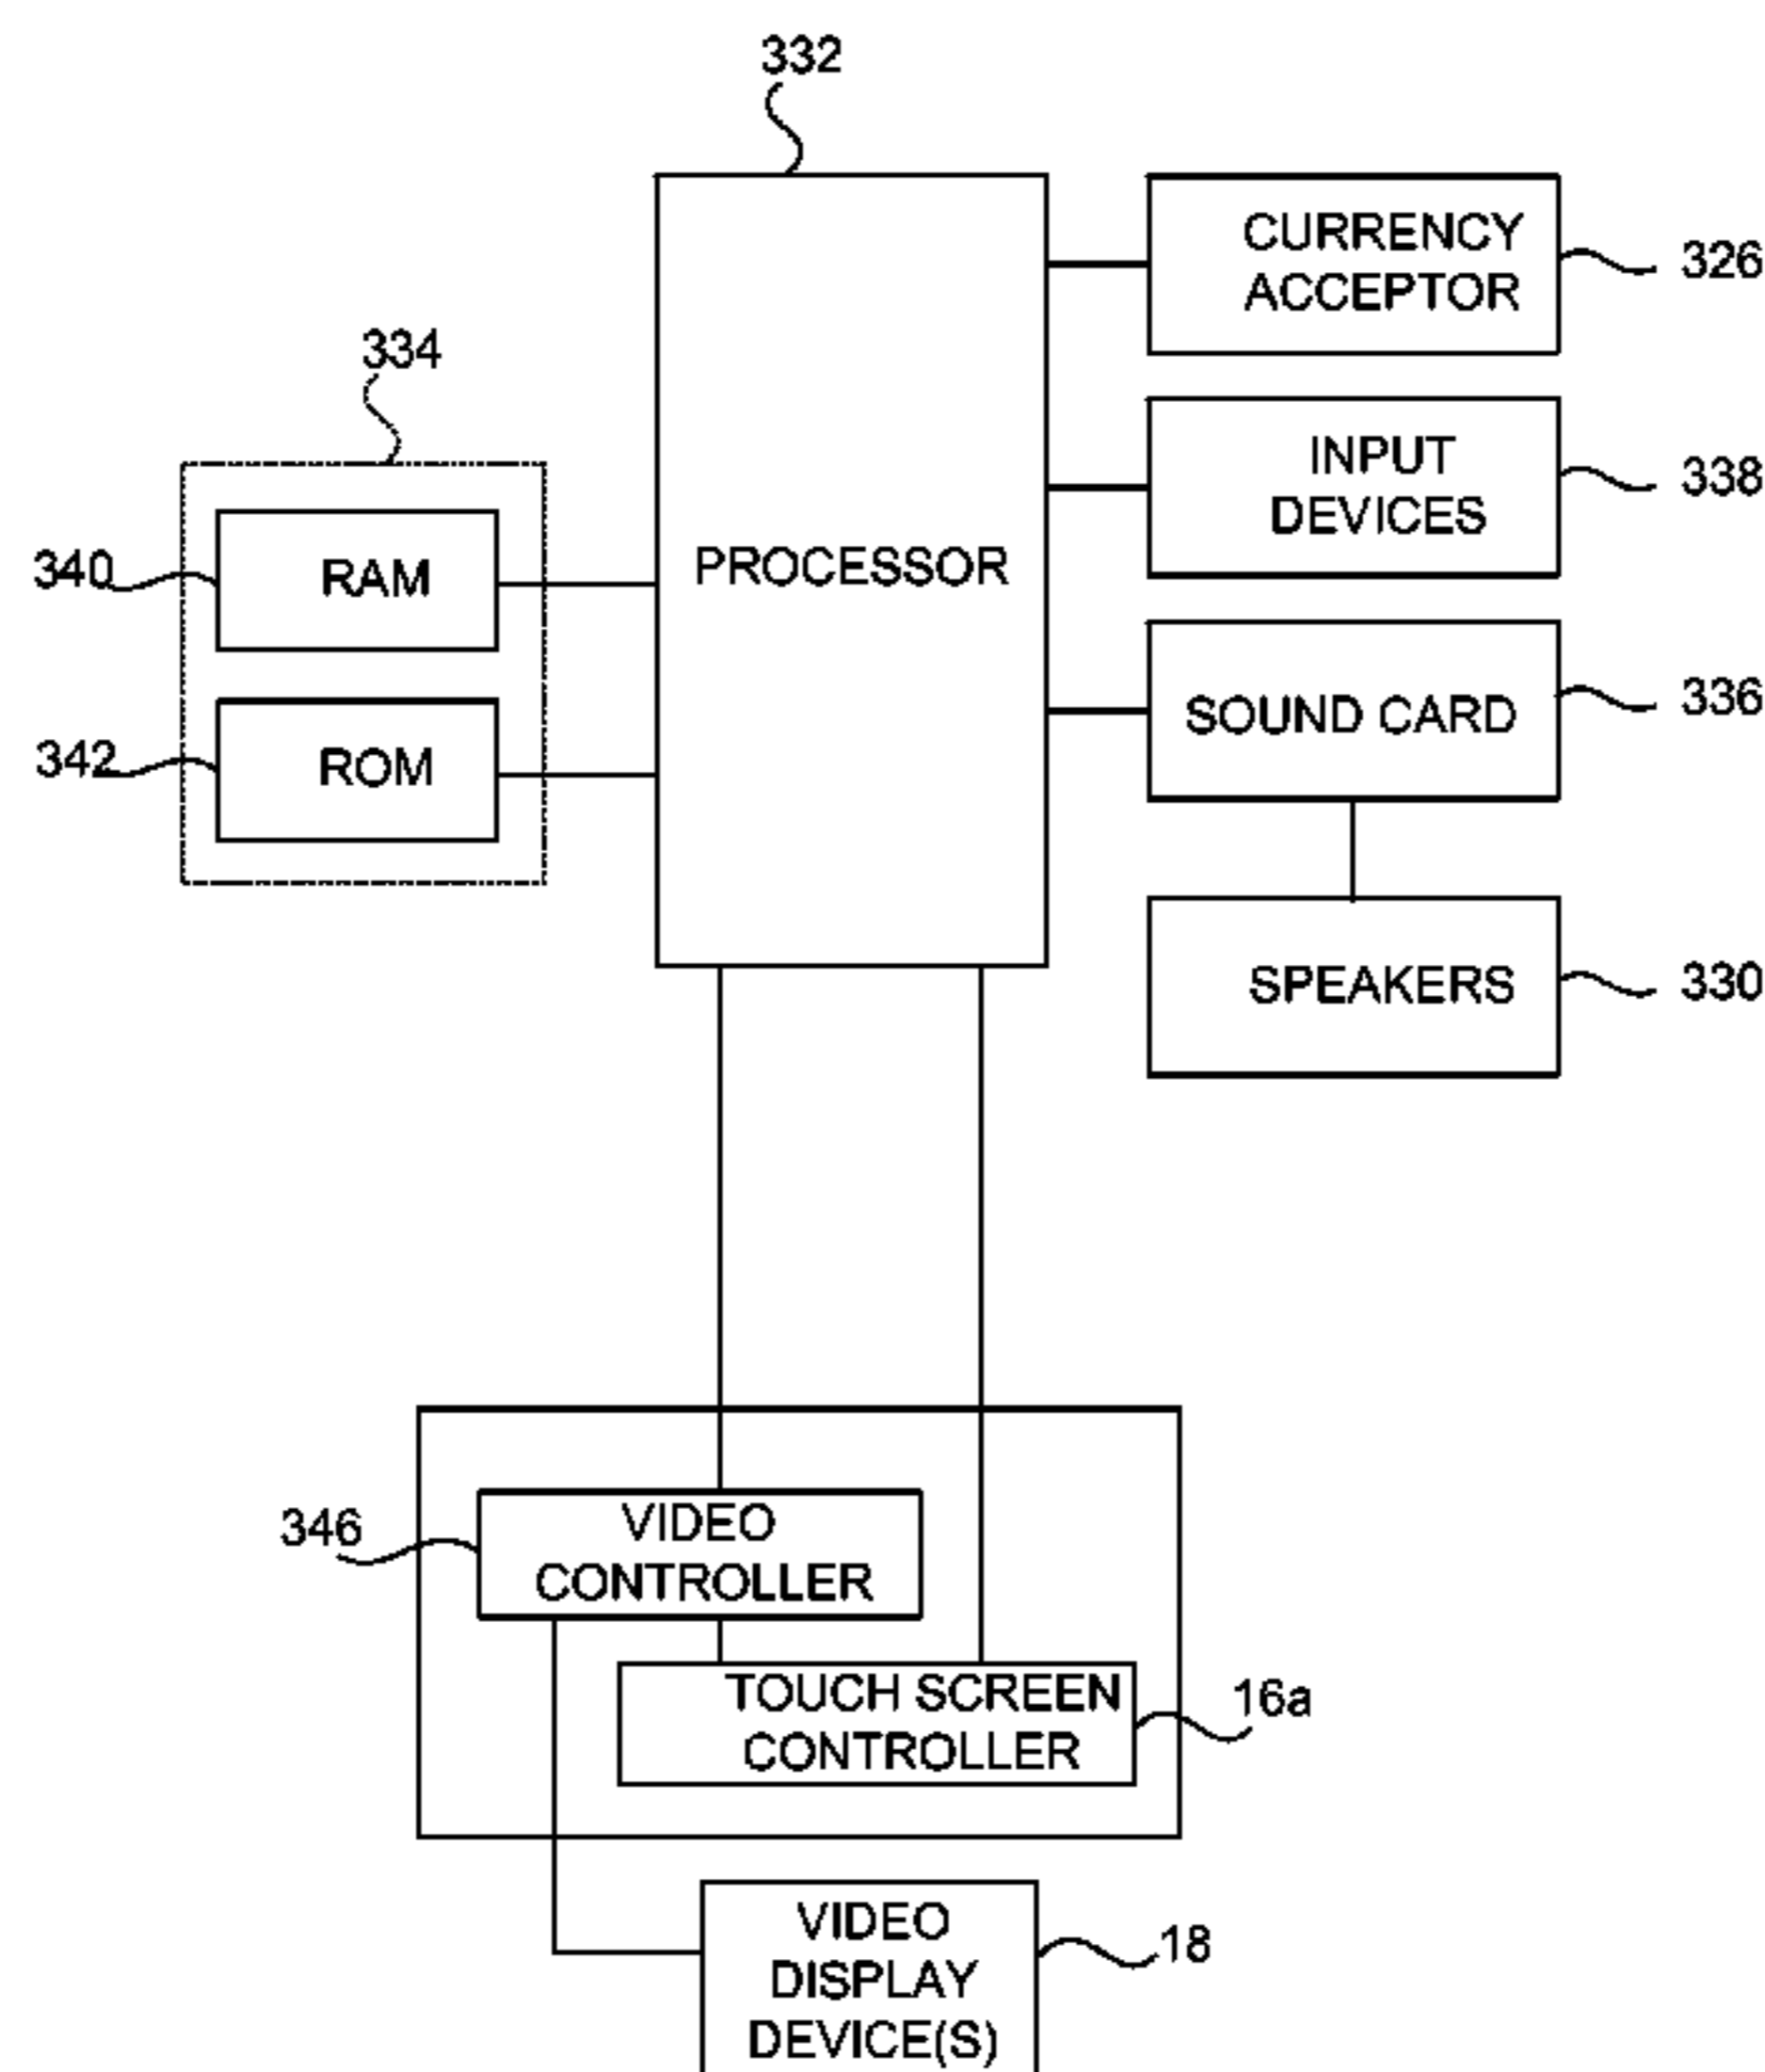 332
CURRENCY
ACCEPTOR
326
334
INPUT
DEVICES
338
340
RAM
PROCESSOR
SOUND CARD
336
342
ROM
SPEAKERS
330
346
VIDEO
CONTROLLER
TOUCH SCREEN
CONTROLLER
16a
VIDEO
DISPLAY
DEVICE(S)
18